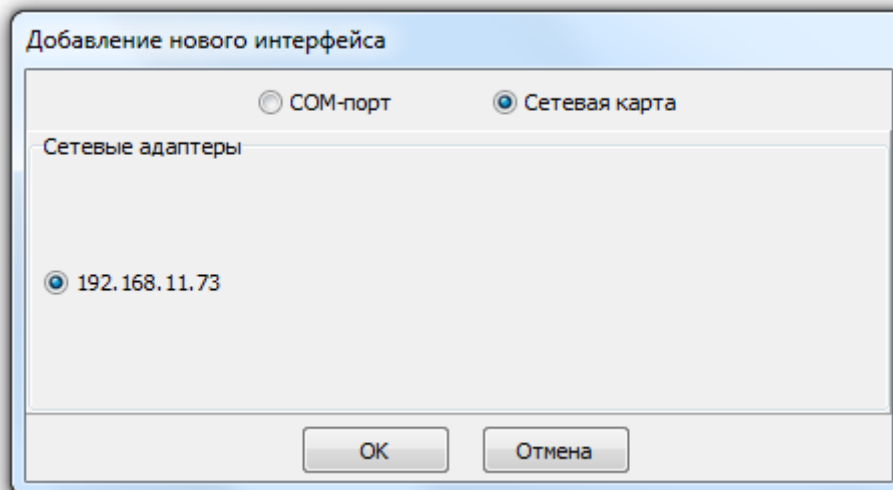 Добавление нового интерфейса
COM-порт Сетевая карта
Сетевые адаптеры
192.168.11.73
OK Отмена